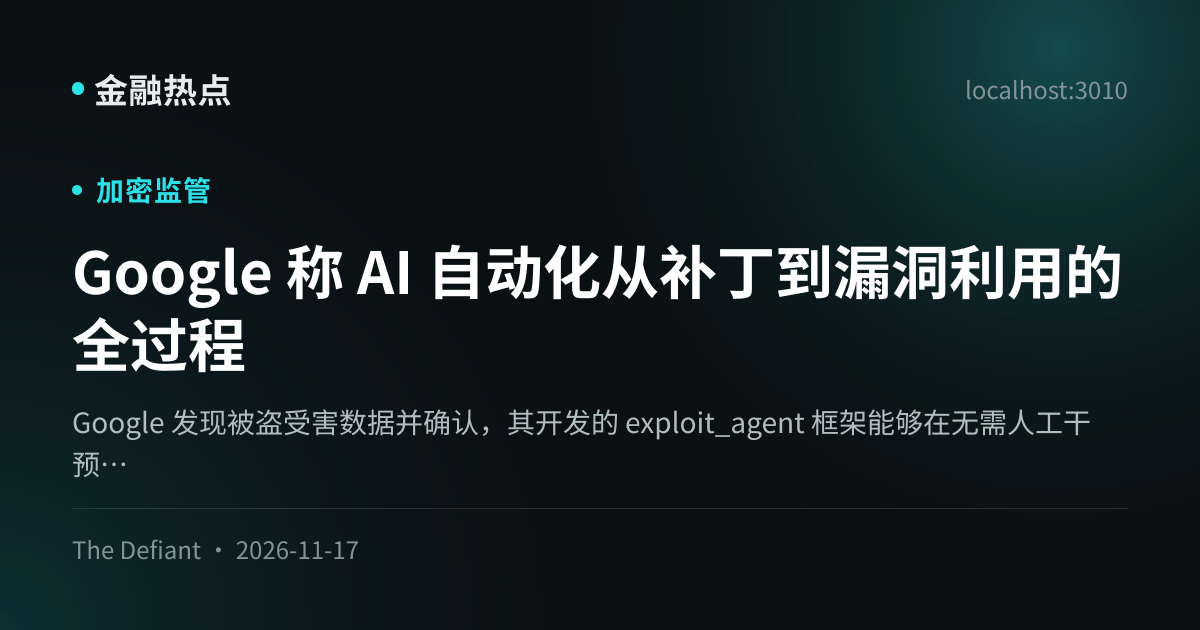 金融热点
localhost:3010
加密监管
Google 称 AI 自动化从补丁到漏洞利用的
全过程
Google 发现被盗受害数据并确认，其开发的 exploit_agent 框架能够在无需人工干
预…
The Defiant · 2026-11-17